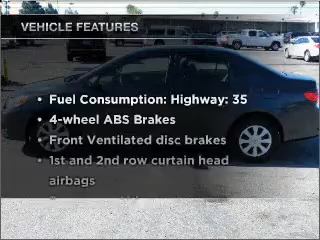 VEHICLE FEATURES
• Fuel Consumption: Highway: 35
• 4-wheel ABS Brakes
• Front Ventilated disc brakes
• 1st and 2nd row curtain head
airbags